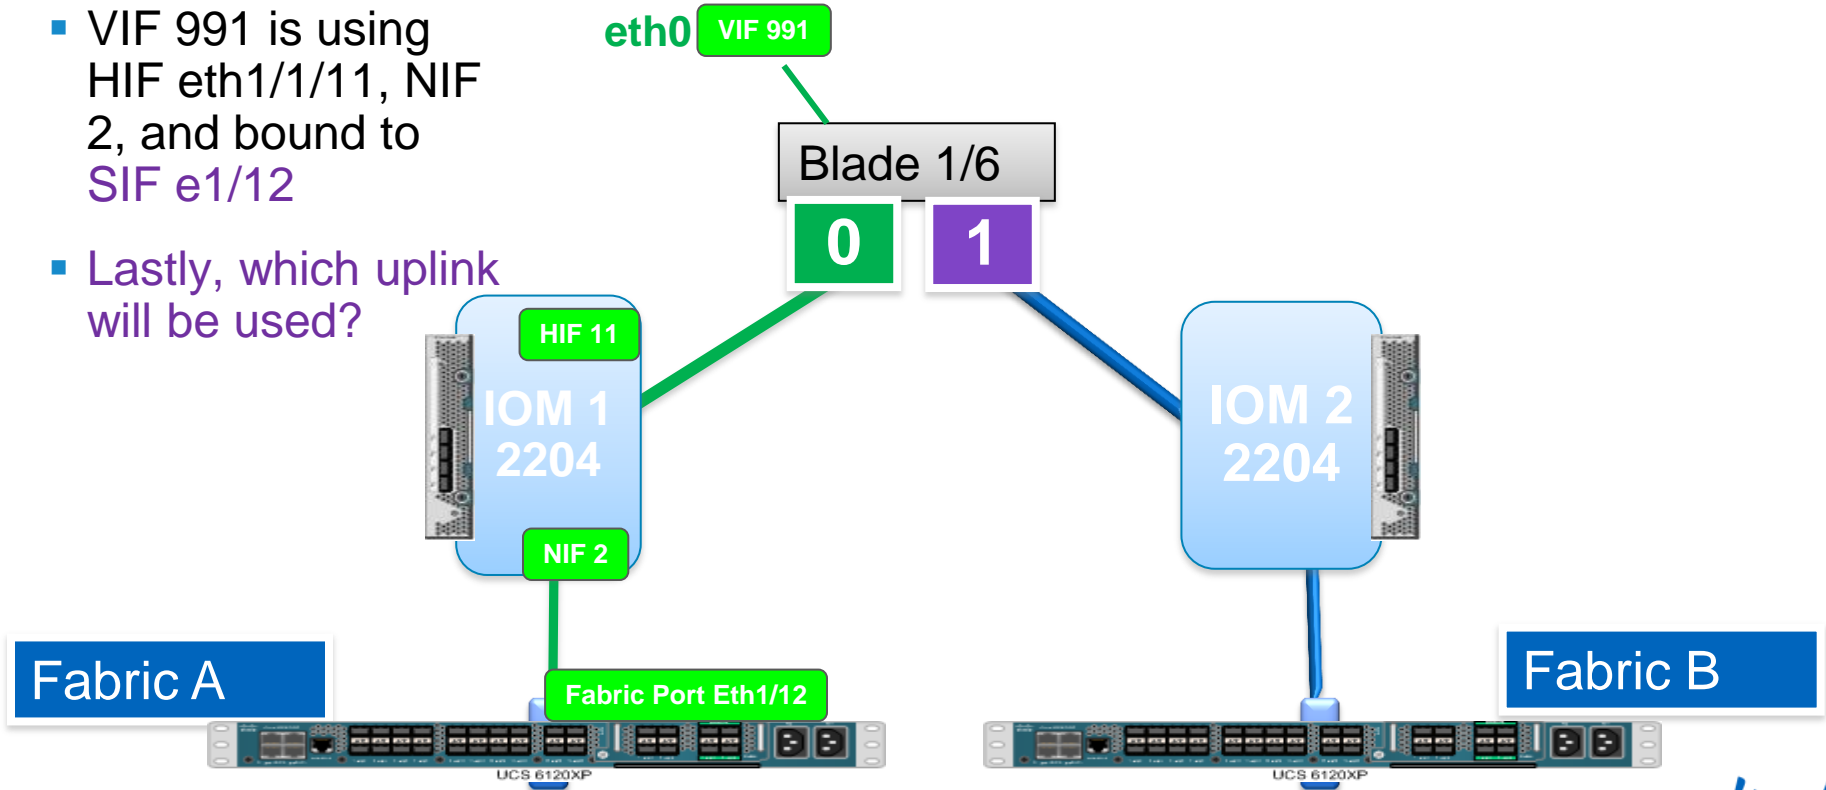 VIF 991 is using
HIF eth1/1/11, NIF
2, and bound to
SIF e1/12
Lastly, which uplink
will be used?
eth0
VIF 991
Blade 1/6
0
1
HIF 11
IOM 1
2204
NIF 2
IOM 2
2204
Fabric A
Fabric Port Eth1/12
Fabric B
UCS 6120XP
UCS 6120XP